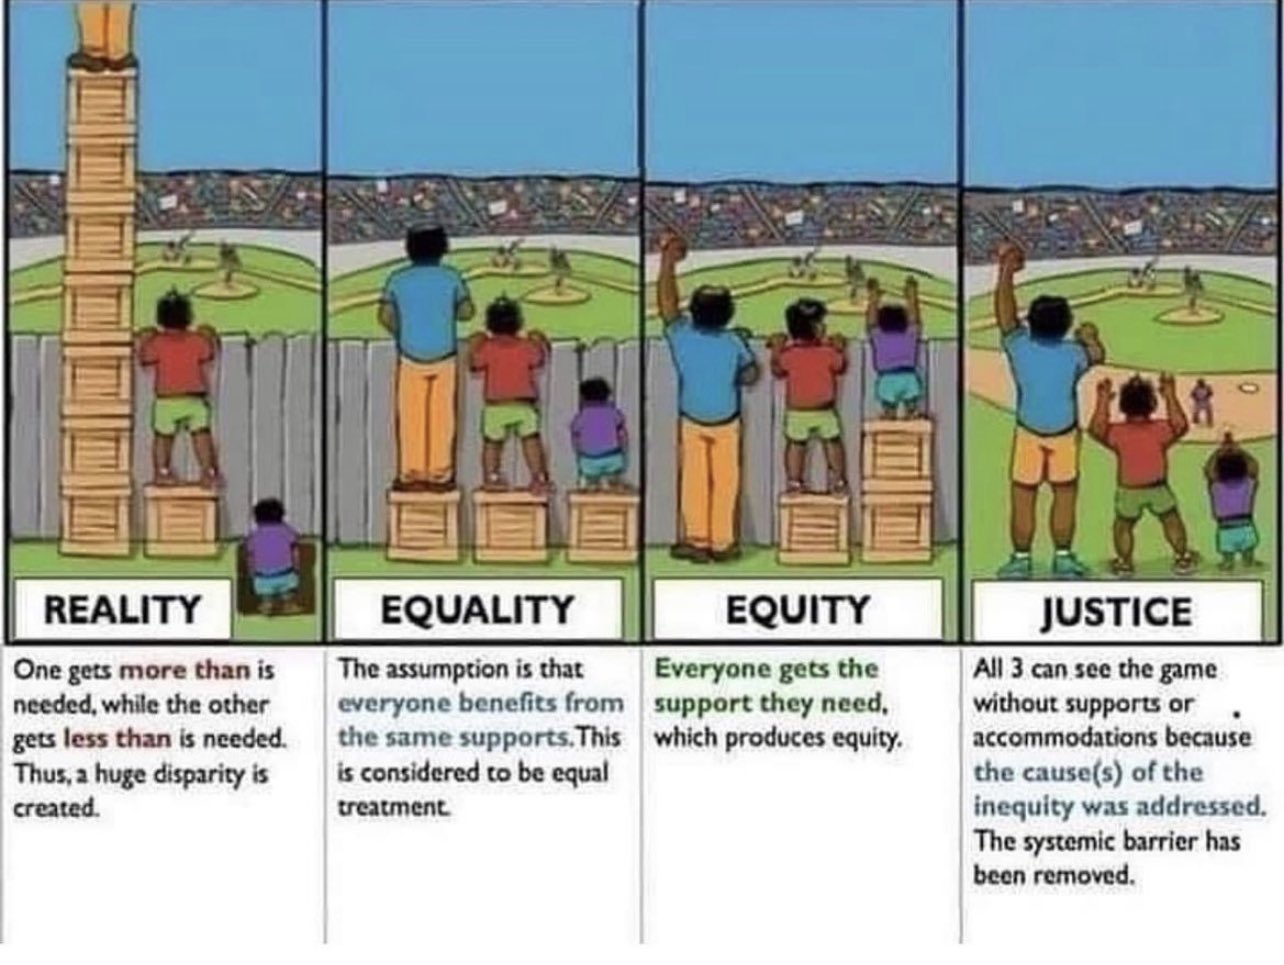 REALITY
One gets more than is
needed, while the other
gets less than is needed.
Thus, a huge disparity is
created.
EQUALITY
The assumption is that
everyone benefits from
the same supports. This
is considered to be equal
treatment.
EQUITY
Everyone gets the
support they need,
which produces equity.
JUSTICE
All 3 can see the game
without supports or
accommodations because
the cause(s) of the
inequity was addressed.
The systemic barrier has
been removed.